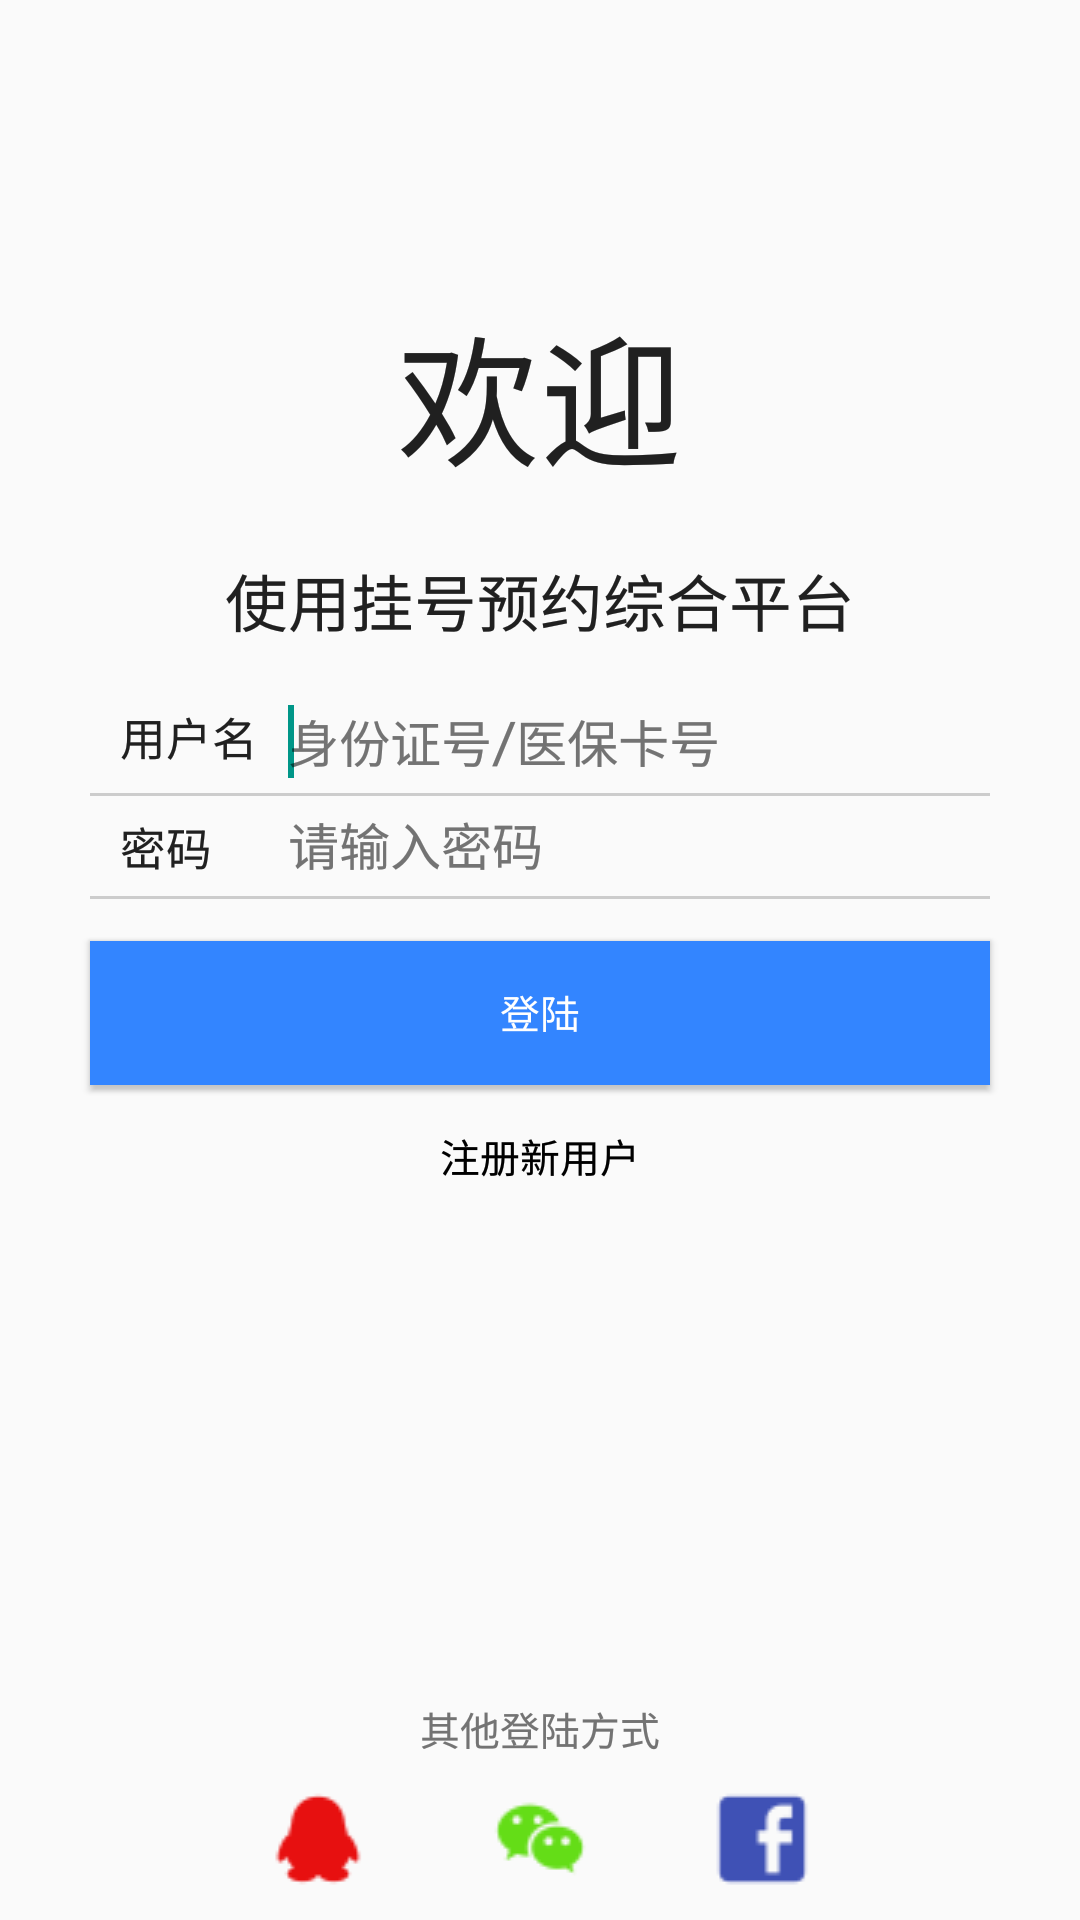 欢迎
使用挂号预约综合平台
用户名 身份证号/医保卡号
密码 请输入密码
登陆
注册新用户
其他登陆方式